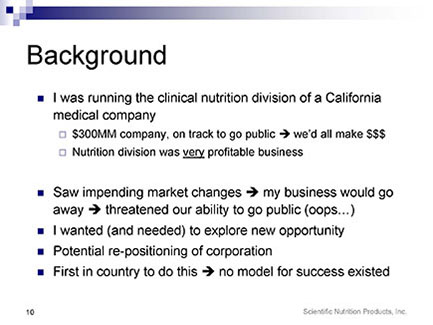 Background
■ I was running the clinical nutrition division of a California
medical company
□ $300MM company, on track to go public ➔ we'd all make $$$
□ Nutrition division was very profitable business
■ Saw impending market changes ➔ my business would go
away ➔ threatened our ability to go public (oops...)
■ I wanted (and needed) to explore new opportunity
■ Potential re-positioning of corporation
■ First in country to do this ➔ no model for success existed
10
Scientific Nutrition Products, Inc.